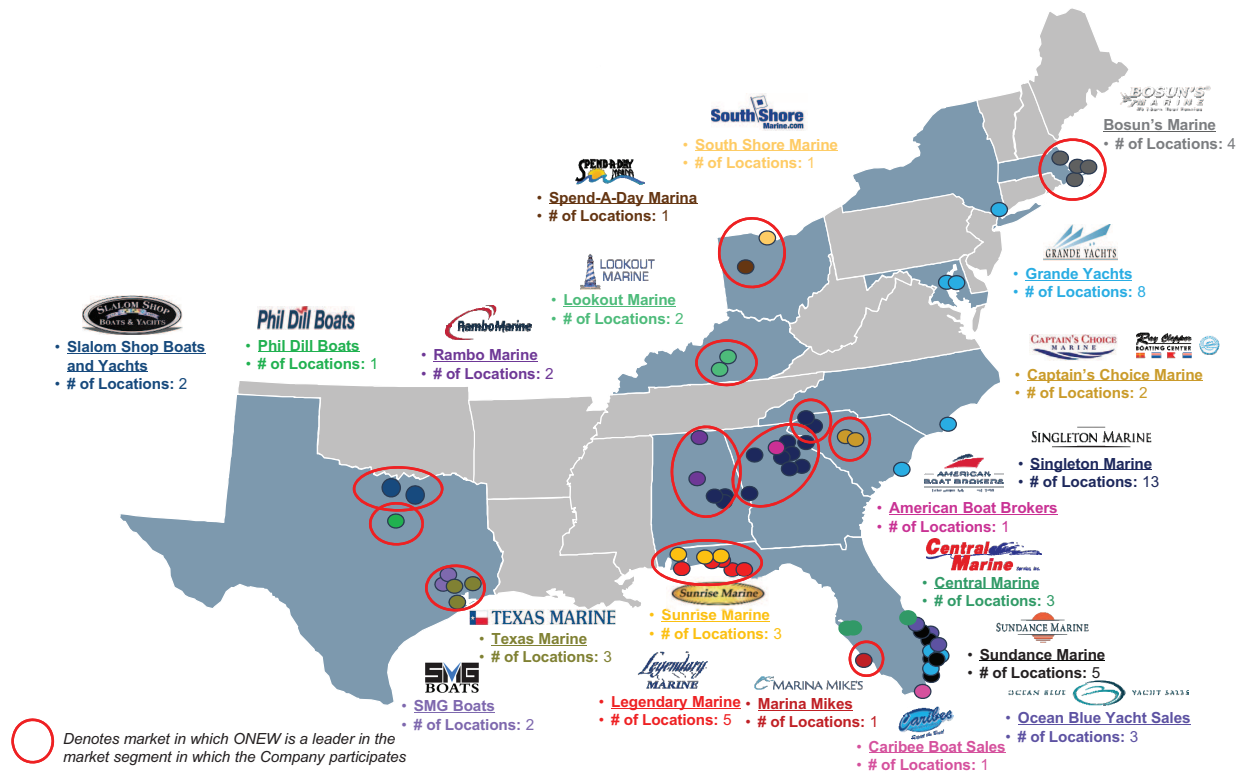 BOSUN'S
MARINE
Bosun's Marine
• # of Locations: 4
South Shore
Marine.com
• South Shore Marine
• # of Locations: 1
SPEND-A-DAY
MARINA
• Spend-A-Day Marina
• # of Locations: 1
GRANDE YACHTS
• Grande Yachts
• # of Locations: 8
LOOKOUT
MARINE
• Lookout Marine
• # of Locations: 2
SLALOM SHOP
BOATS & YACHTS
• Slalom Shop Boats
and Yachts
• # of Locations: 2
Phil Dill Boats
• Phil Dill Boats
• # of Locations: 1
RamboMarine
• Rambo Marine
• # of Locations: 2
CAPTAIN'S CHOICE
MARINE
Ray Clepper
BOATING CENTER
• Captain's Choice Marine
• # of Locations: 2
SINGLETON MARINE
• Singleton Marine
• # of Locations: 13
AMERICAN
BOAT BROKERS
• American Boat Brokers
• # of Locations: 1
Central
Marine
• Central Marine
• # of Locations: 3
Sunrise Marine
• Sunrise Marine
• # of Locations: 3
TEXAS MARINE
• Texas Marine
• # of Locations: 3
SUNDANCE MARINE
• Sundance Marine
• # of Locations: 5
SMG
BOATS
• SMG Boats
• # of Locations: 2
Legendary
MARINE
• Legendary Marine
• # of Locations: 5
MARINA MIKE'S
• Marina Mikes
• # of Locations: 1
OCEAN BLUE YACHT SALES
• Ocean Blue Yacht Sales
• # of Locations: 3
Caribee
• Caribee Boat Sales
• # of Locations: 1
Denotes market in which ONEW is a leader in the
market segment in which the Company participates